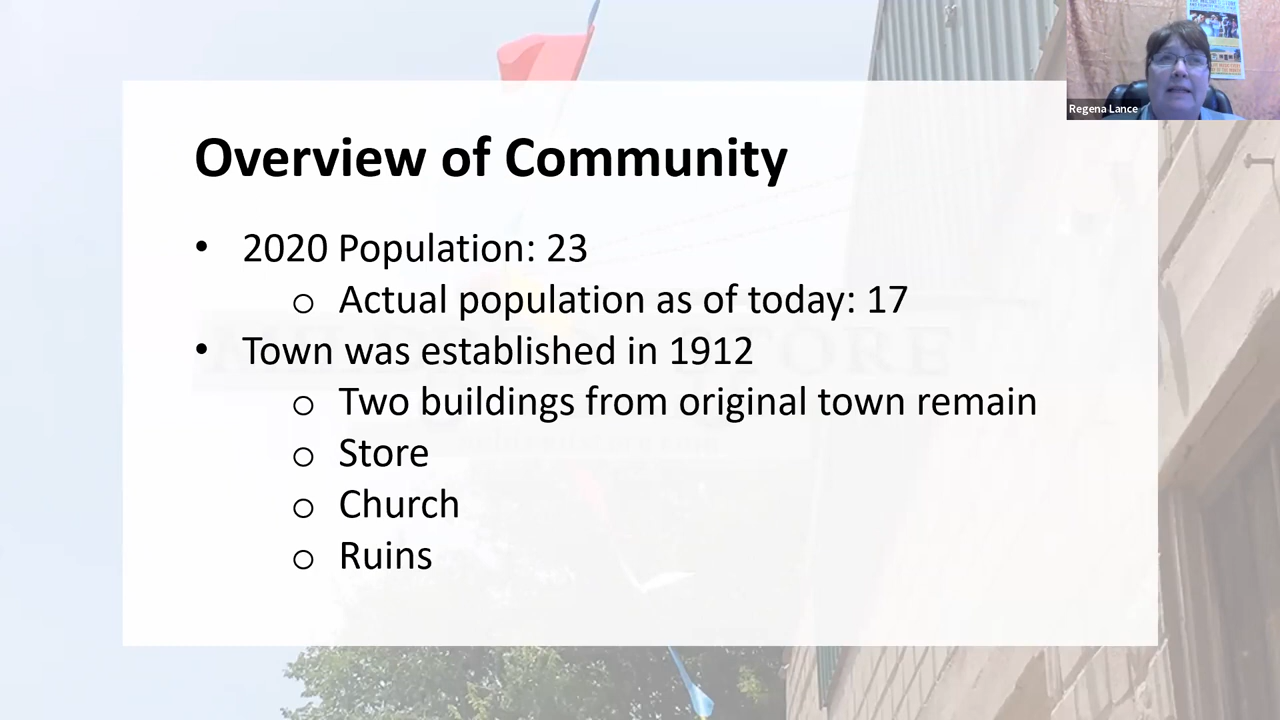 Overview of Community
• 2020 Population: 23
o Actual population as of today: 17
• Town was established in 1912
o Two buildings from original town remain
o Store
o Church
o Ruins
Regena Lance